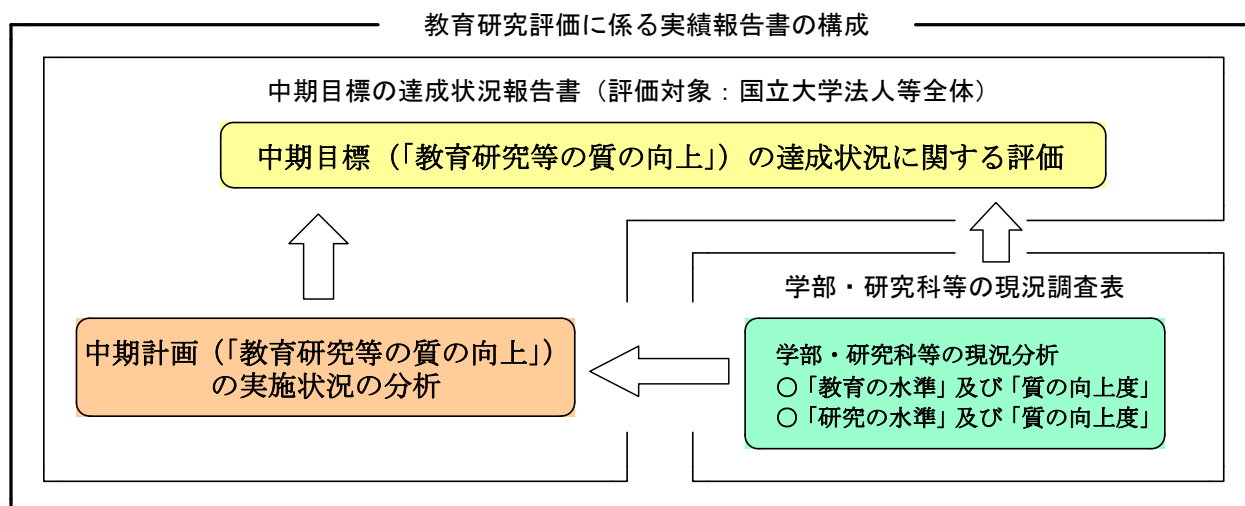 教育研究評価に係る実績報告書の構成
中期目標の達成状況報告書（評価対象：国立大学法人等全体）
中期目標（「教育研究等の質の向上」）の達成状況に関する評価
学部・研究科等の現況調査表
中期計画（「教育研究等の質の向上」）
の実施状況の分析
学部・研究科等の現況分析
○「教育の水準」及び「質の向上度」
○「研究の水準」及び「質の向上度」